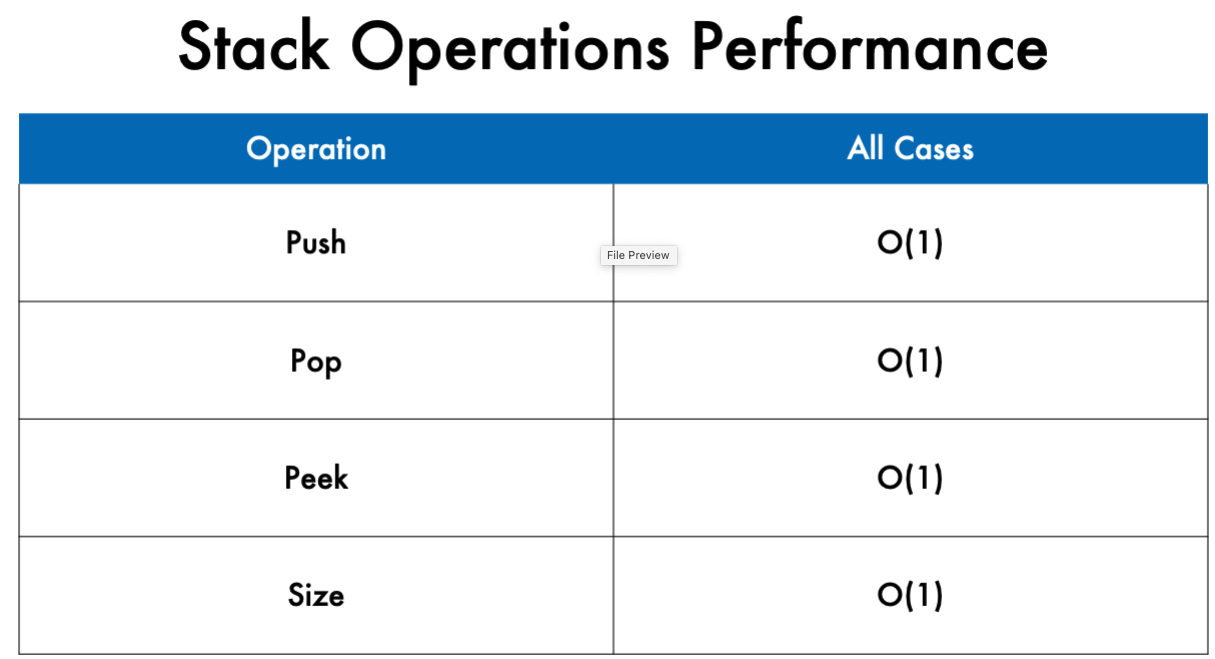 Stack Operations Performance
Operation All Cases
Push O(1)
File Preview
Pop O(1)
Peek O(1)
Size O(1)